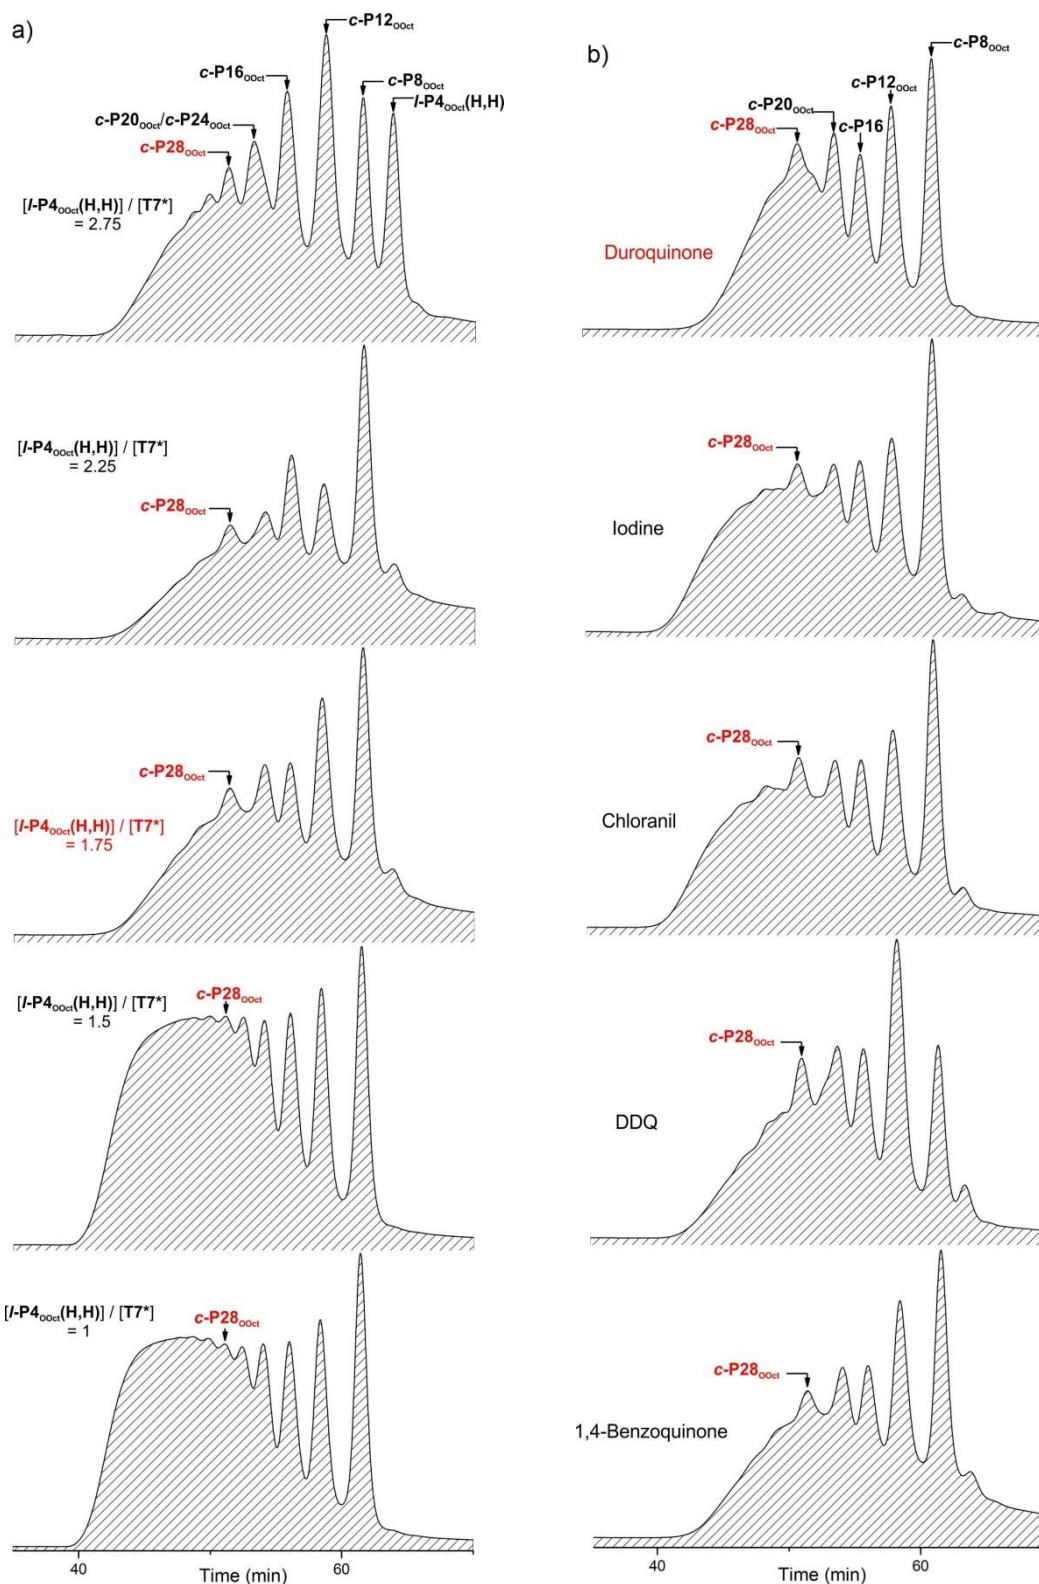 a)
c-P12OOct
c-P16OOct
c-P8OOct
l-P4OOct(H,H)
c-P20OOct/c-P24OOct
c-P28OOct
[l-P4OOct(H,H)] / [T7*]
= 2.75
[l-P4OOct(H,H)] / [T7*]
= 2.25
c-P28OOct
c-P28OOct
[l-P4OOct(H,H)] / [T7*]
= 1.75
[l-P4OOct(H,H)] / [T7*]
= 1.5
c-P28OOct
[l-P4OOct(H,H)] / [T7*]
= 1
c-P28OOct
40
60
Time (min)
b)
c-P8OOct
c-P12OOct
c-P20OOct
c-P28OOct
c-P16
Duroquinone
c-P28OOct
Iodine
c-P28OOct
Chloranil
c-P28OOct
DDQ
c-P28OOct
1,4-Benzoquinone
40
60
Time (min)